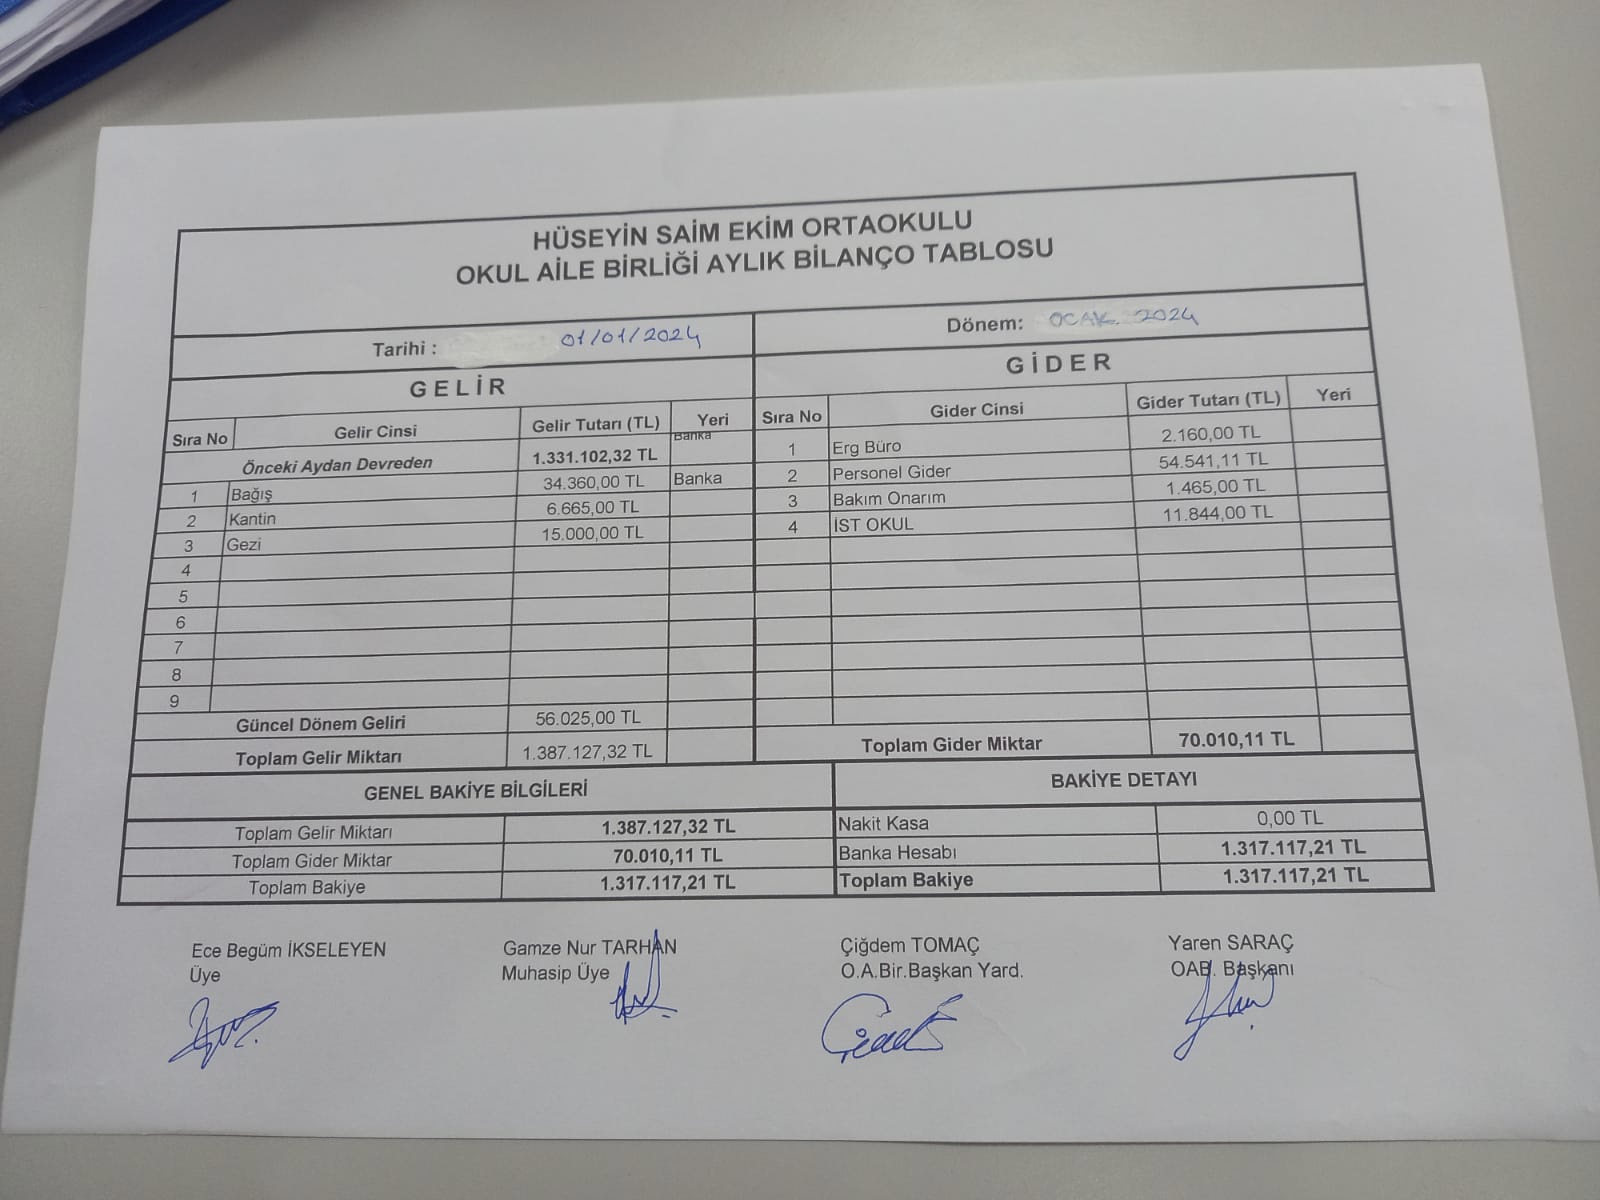 HÜSEYİN SAİM EKİM ORTAOKULU
OKUL AİLE BİRLİĞİ AYLIK BİLANÇO TABLOSU
Tarihi : 01/01/2024 Dönem: OCAK 2024
GELİR GİDER
Sıra No Gelir Cinsi Gelir Tutarı (TL) Yeri Sıra No Gider Cinsi Gider Tutarı (TL) Yeri
Önceki Aydan Devreden 1.331.102,32 TL Banka 1 Erg Büro 2.160,00 TL
1 Bağış 34.360,00 TL Banka 2 Personel Gider 54.541,11 TL
2 Kantin 6.665,00 TL 3 Bakım Onarım 1.465,00 TL
3 Gezi 15.000,00 TL 4 İST OKUL 11.844,00 TL
4
5
6
7
8
9
Güncel Dönem Geliri 56.025,00 TL
Toplam Gelir Miktarı 1.387.127,32 TL Toplam Gider Miktar 70.010,11 TL
GENEL BAKİYE BİLGİLERİ BAKİYE DETAYI
Toplam Gelir Miktarı 1.387.127,32 TL Nakit Kasa 0,00 TL
Toplam Gider Miktar 70.010,11 TL Banka Hesabı 1.317.117,21 TL
Toplam Bakiye 1.317.117,21 TL Toplam Bakiye 1.317.117,21 TL
Ece Begüm İKSELEYEN Gamze Nur TARHAN Çiğdem TOMAÇ Yaren SARAÇ
Üye Muhasip Üye O.A.Bir.Başkan Yard. OAB. Başkanı